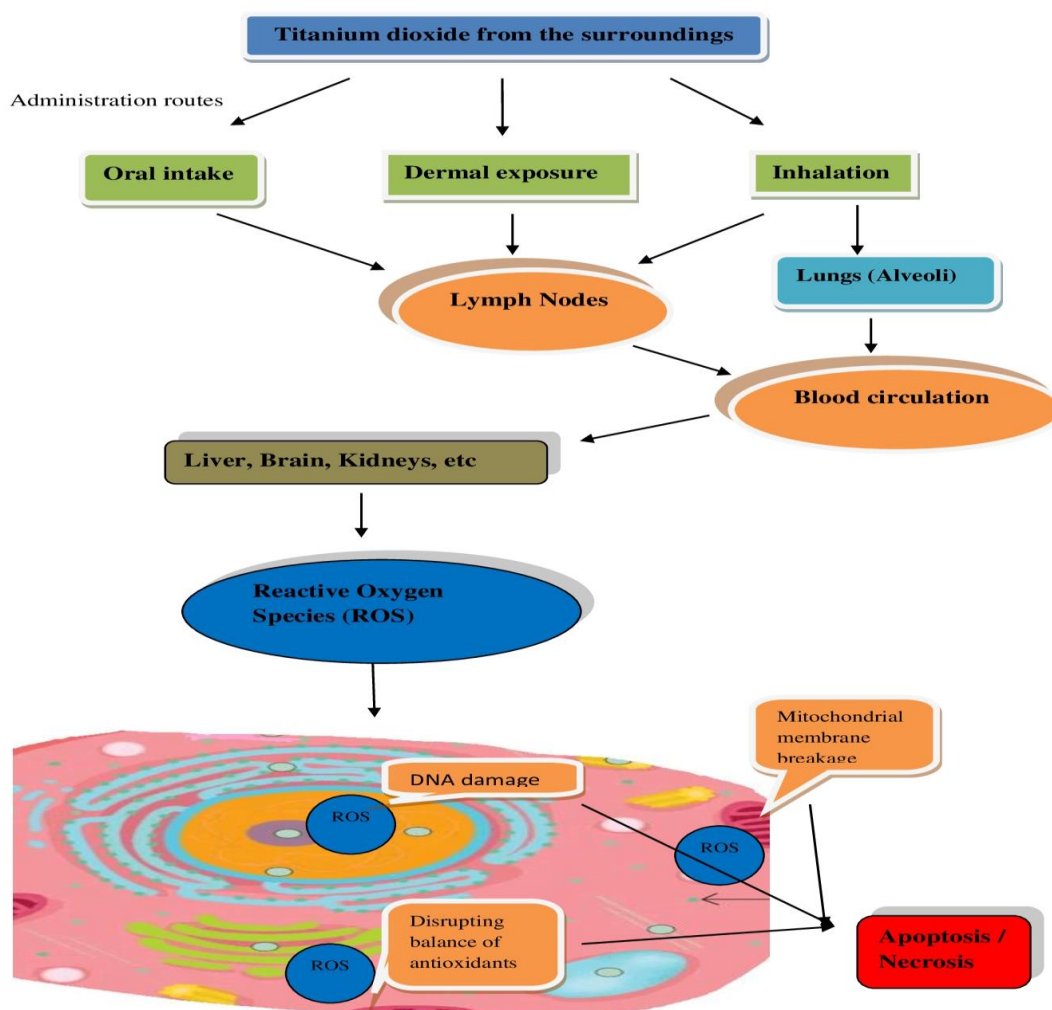 Titanium dioxide from the surroundings
Administration routes
Oral intake
Dermal exposure
Inhalation
Lungs (Alveoli)
Lymph Nodes
Blood circulation
Liver, Brain, Kidneys, etc
Reactive Oxygen
Species (ROS)
Mitochondrial
membrane
breakage
DNA damage
ROS
ROS
Disrupting
balance of
antioxidants
ROS
Apoptosis /
Necrosis